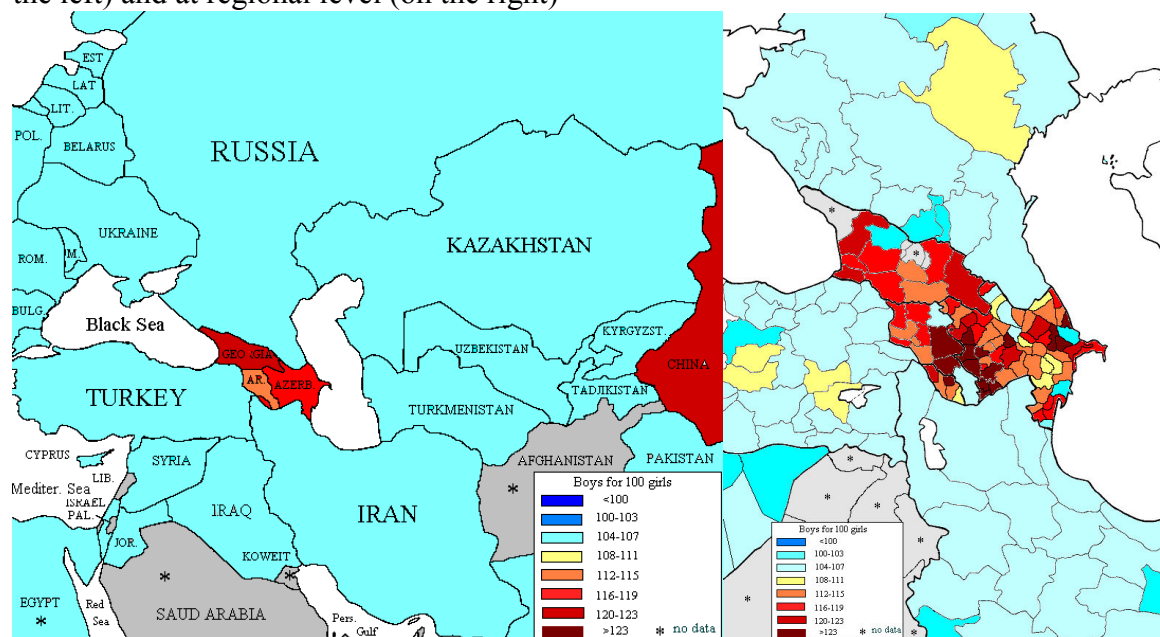 the left) and at regional level (on the right)
EST
LAT
LIT.
POL.
BELARUS
RUSSIA
UKRAINE
KAZAKHSTAN
ROM.
M.
BULG.
Black Sea
KYRGYZST.
UZBEKISTAN
GEORGIA
CHINA
AR.
AZERB.
TADJIKISTAN
TURKEY
TURKMENISTAN
CYPRUS
SYRIA
AFGHANISTAN
PAKISTAN
LIB.
Mediter. Sea
ISRAEL
PAL.
IRAQ
IRAN
JOR.
KOWEIT
EGYPT
*
Red
Sea
*
*
SAUDI ARABIA
Pers.
Gulf
*
Boys for 100 girls
<100
100-103
104-107
108-111
112-115
116-119
120-123
>123
* no data
*
*
*
*
*
*
*
*
Boys for 100 girls
<100
100-103
104-107
108-111
112-115
116-119
120-123
>123
* no data